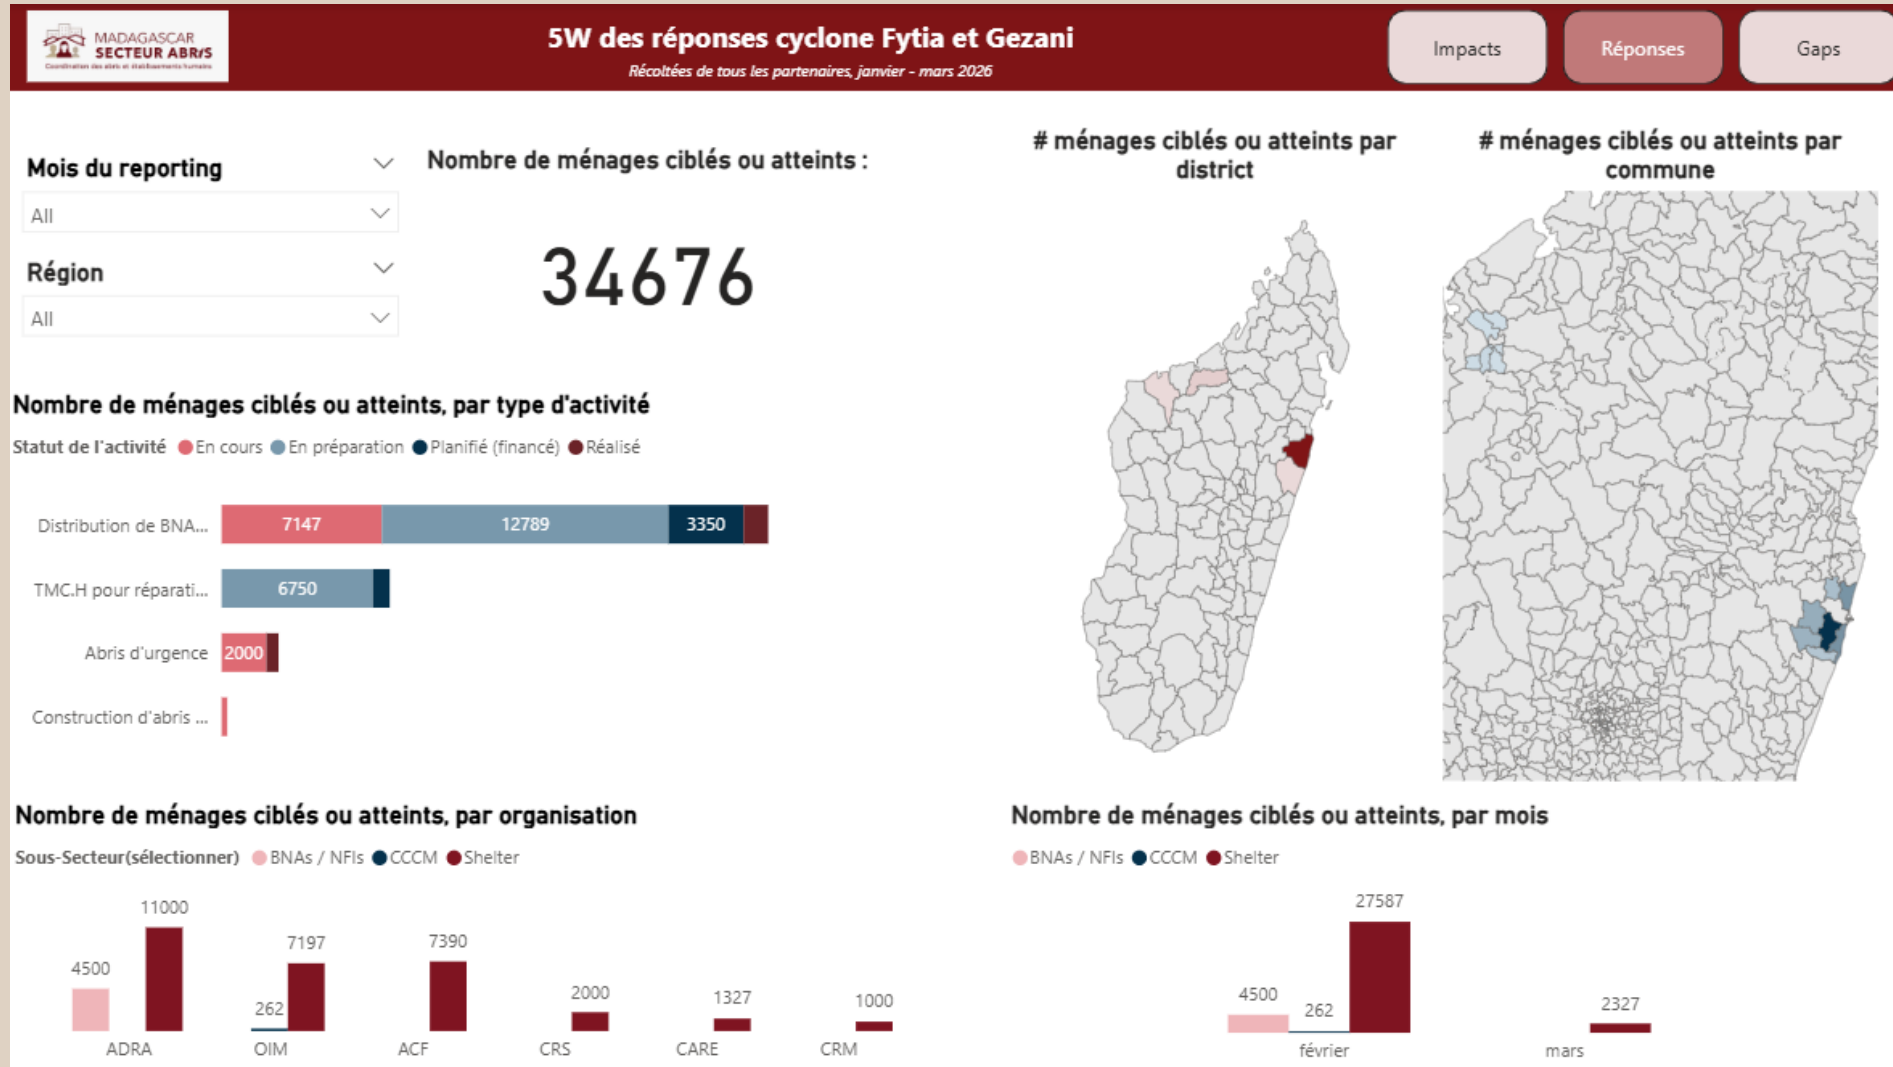 MADAGASCAR
SECTEUR ABRIS
Coordination des abris et établissements humains
5W des réponses cyclone Fytia et Gezani
Récoltées de tous les partenaires, janvier - mars 2026
Impacts
Réponses
Gaps
Mois du reporting
All
Région
All
Nombre de ménages ciblés ou atteints :
34676
# ménages ciblés ou atteints par
district
# ménages ciblés ou atteints par
commune
Nombre de ménages ciblés ou atteints, par type d'activité
Statut de l'activité En cours En préparation Planifié (financé) Réalisé
Distribution de BNA... 7147 12789 3350
TMC.H pour réparati... 6750
Abris d'urgence 2000
Construction d'abris ...
Nombre de ménages ciblés ou atteints, par organisation
Sous-Secteur(sélectionner) BNAs / NFIs CCCM Shelter
4500 11000
262 7197
7390
2000
1327
1000
ADRA OIM ACF CRS CARE CRM
Nombre de ménages ciblés ou atteints, par mois
BNAs / NFIs CCCM Shelter
4500 262 27587
2327
février mars